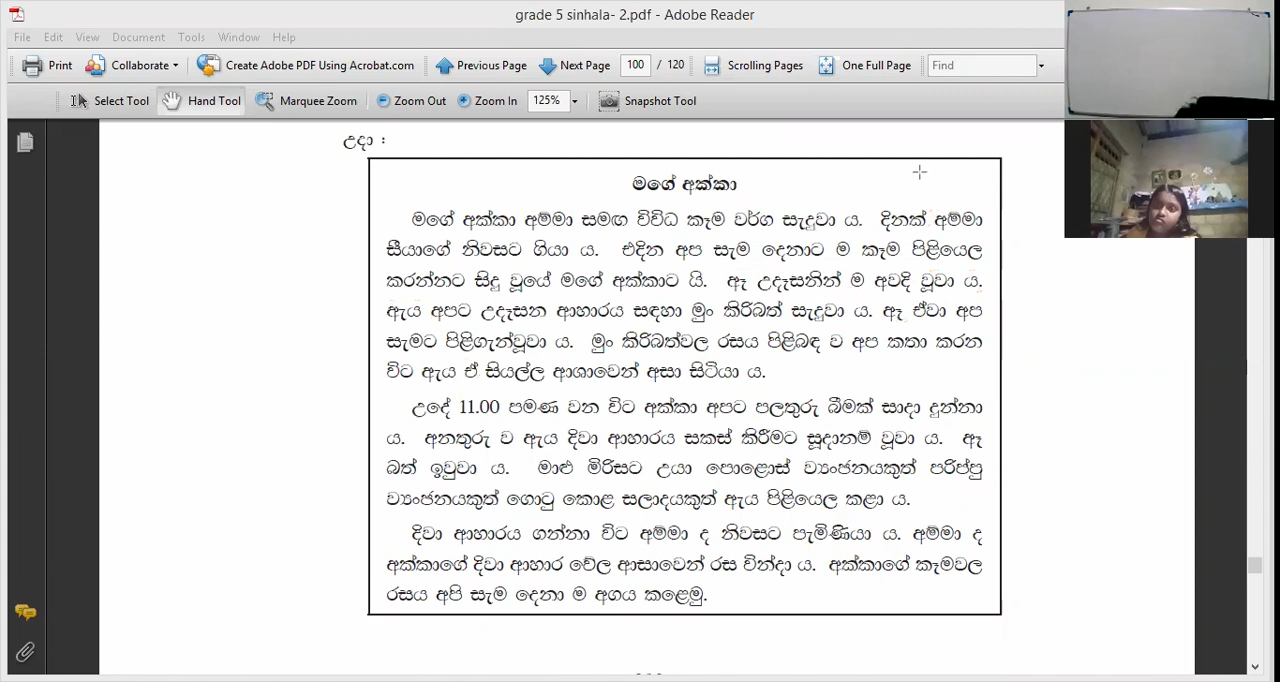 grade 5 sinhala- 2.pdf - Adobe Reader
File Edit View Document Tools Window Help
Print Collaborate Create Adobe PDF Using Acrobat.com Previous Page Next Page 100 / 120 Scrolling Pages One Full Page Find
Select Tool Hand Tool Marquee Zoom Zoom Out Zoom In 125% Snapshot Tool
උදා :
මගේ අක්කා
මගේ අක්කා අම්මා සමඟ විවිධ කෑම වර්ග සැදුවා ය. දිනක් අම්මා
සීයාගේ නිවසට ගියා ය. එදින අප සැම දෙනාට ම කෑම පිළියෙල
කරන්නට සිදු වූයේ මගේ අක්කාට යි. ඈ උදෑසනින් ම අවදි වූවා ය.
ඇය අපට උදෑසන ආහාරය සඳහා මුං කිරිබත් සැදුවා ය. ඈ ඒවා අප
සැමට පිළිගැන්වූවා ය. මුං කිරිබත්වල රසය පිළිබඳ ව අප කතා කරන
විට ඇය ඒ සියල්ල ආශාවෙන් අසා සිටියා ය.
උදේ 11.00 පමණ වන විට අක්කා අපට පලතුරු බීමක් සාදා දුන්නා
ය. අනතුරු ව ඇය දිවා ආහාරය සකස් කිරීමට සූදානම් වූවා ය. ඈ
බත් ඉවුවා ය. මාළු මිරිසට උයා පොළොස් ව්‍යංජනයකුත් පරිප්පු
ව්‍යංජනයකුත් ගොටු කොළ සලාදයකුත් ඇය පිළියෙල කළා ය.
දිවා ආහාරය ගන්නා විට අම්මා ද නිවසට පැමිණියා ය. අම්මා ද
අක්කාගේ දිවා ආහාර වේල ආසාවෙන් රස වින්දා ය. අක්කාගේ කෑමවල
රසය අපි සැම දෙනා ම අගය කළෙමු.